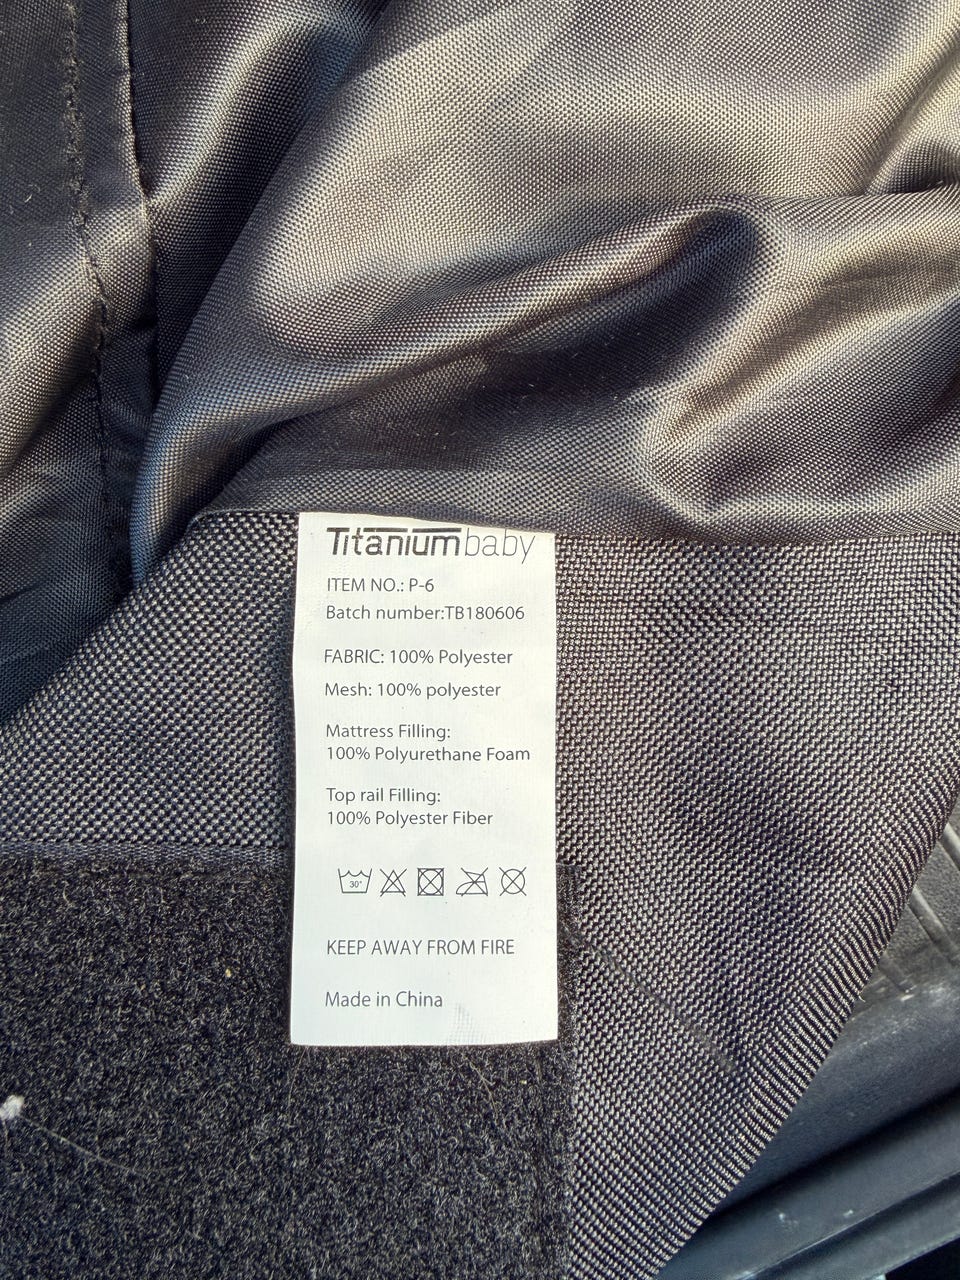 Titaniumbaby
ITEM NO.: P-6
Batch number:TB180606
FABRIC: 100% Polyester
Mesh: 100% polyester
Mattress Filling:
100% Polyurethane Foam
Top rail Filling:
100% Polyester Fiber
30°
KEEP AWAY FROM FIRE
Made in China